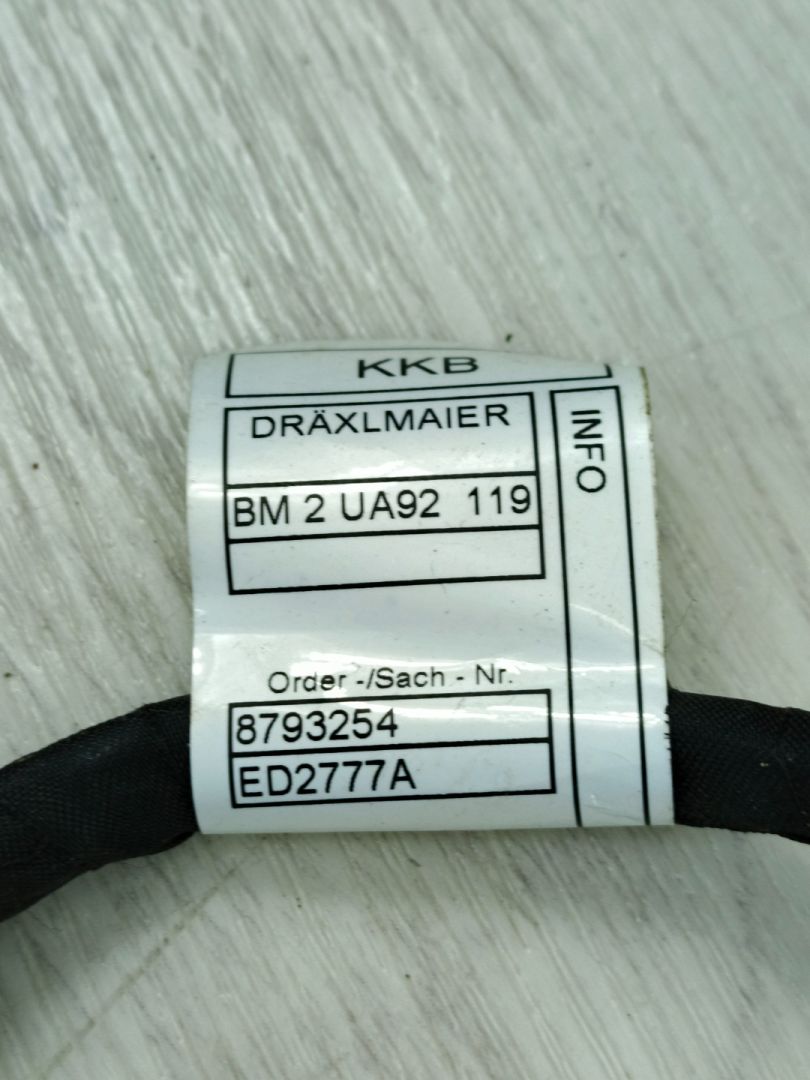 KKB
DRÄXLMAIER
INFO
BM 2 UA92 119
Order -/Sach - Nr.
8793254
ED2777A